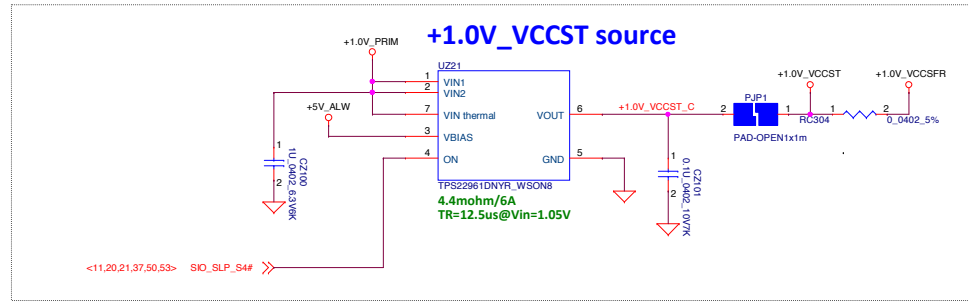 +1.0V_VCCST source
+1.0V_PRIM
+1.0V_VCCST
+1.0V_VCCSFR
UZ21
1
VIN1
2
VIN2
+5V_ALW
7
VIN thermal
VOUT
6
+1.0V_VCCST_C
2
PJP1
1
RC304
1
2
0_0402_5%
3
VBIAS
PAD-OPEN1x1m
4
ON
GND
5
1
CZ100
1U_0402_6.3V6K
2
TPS22961DNYR_WSON8
4.4mohm/6A
TR=12.5us@Vin=1.05V
1
CZ101
0.1U_0402_10V7K
2
<11,20,21,37,50,53> SIO_SLP_S4#